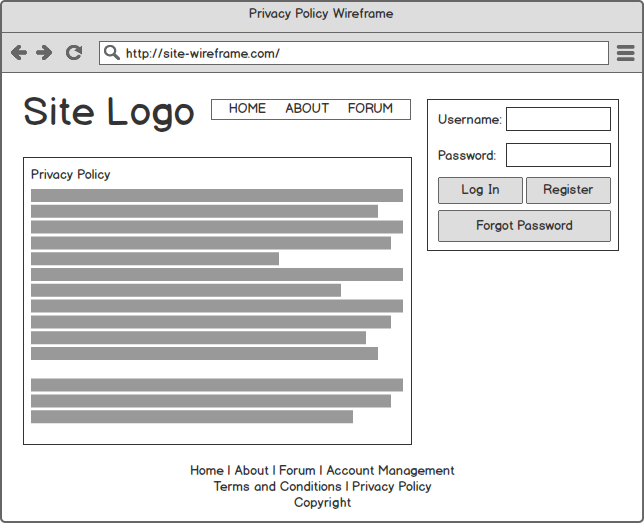 Privacy Policy Wireframe
http://site-wireframe.com/
Site Logo
HOME ABOUT FORUM
Username:
Password:
Log In Register
Forgot Password
Privacy Policy
Home | About | Forum | Account Management
Terms and Conditions | Privacy Policy
Copyright